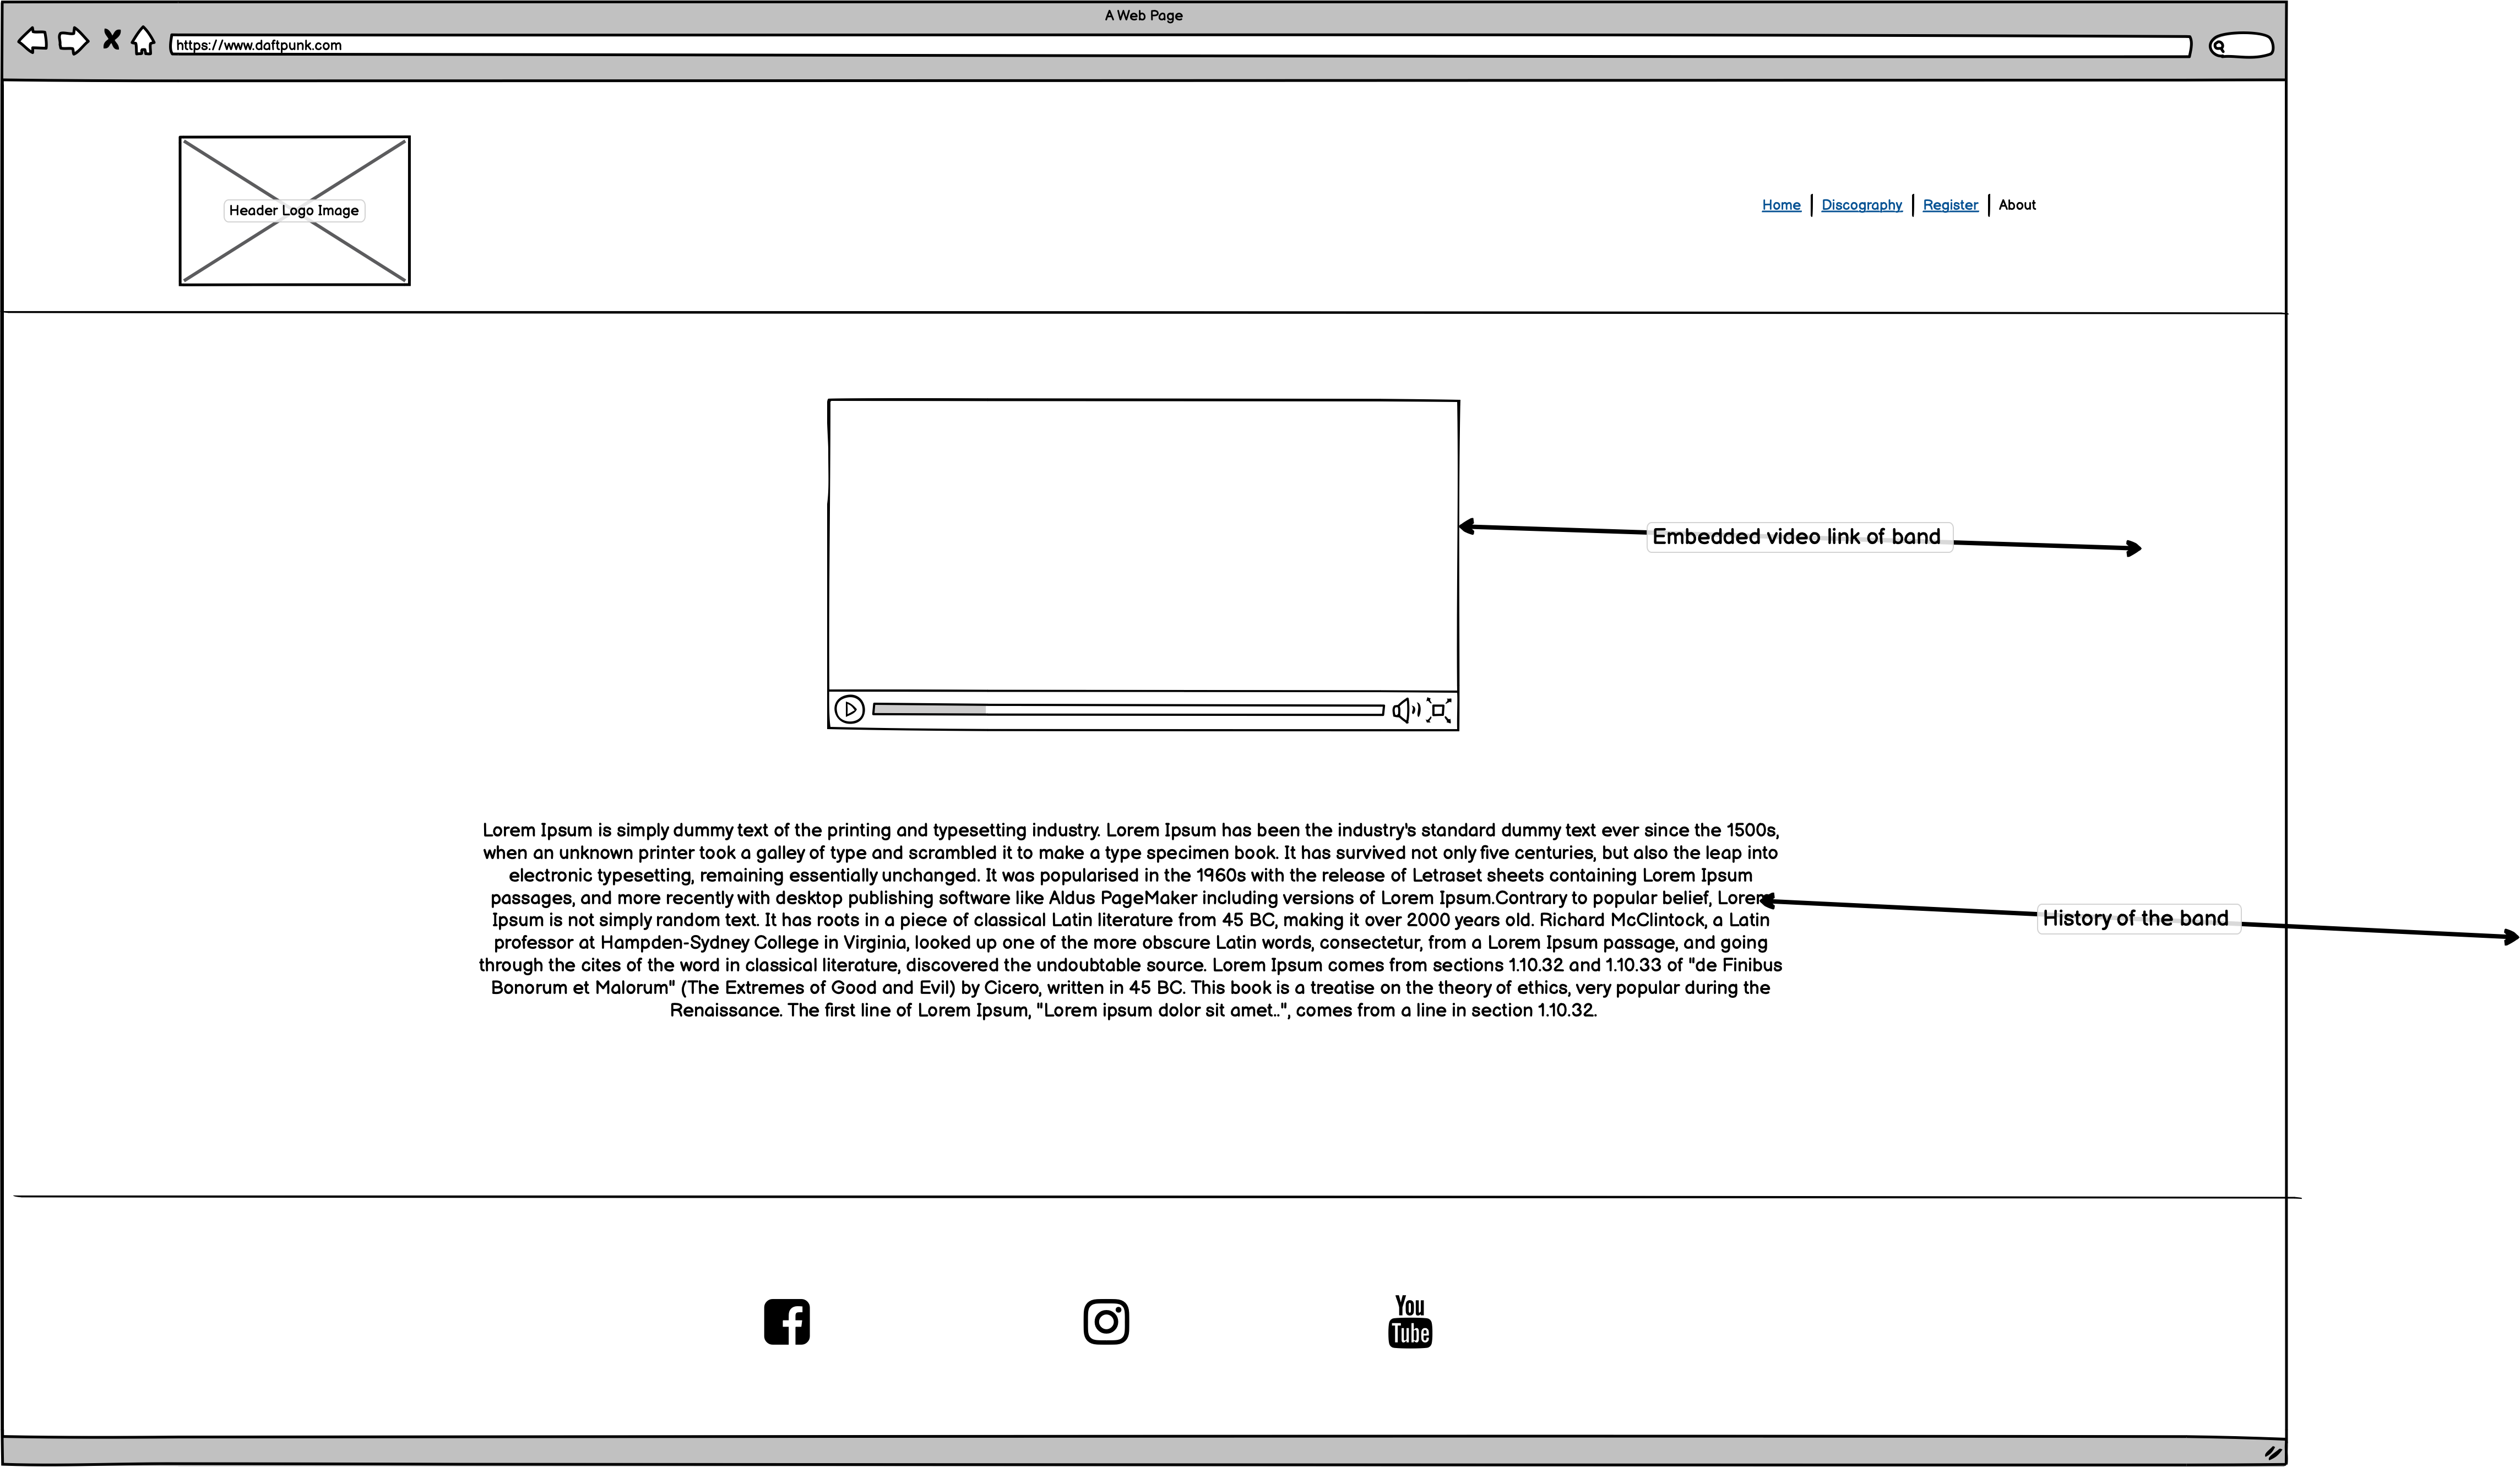 A Web Page
https://www.daftpunk.com
Header Logo Image
Home Discography Register About
Embedded video link of band
Lorem Ipsum is simply dummy text of the printing and typesetting industry. Lorem Ipsum has been the industry's standard dummy text ever since the 1500s,
when an unknown printer took a galley of type and scrambled it to make a type specimen book. It has survived not only five centuries, but also the leap into
electronic typesetting, remaining essentially unchanged. It was popularised in the 1960s with the release of Letraset sheets containing Lorem Ipsum
passages, and more recently with desktop publishing software like Aldus PageMaker including versions of Lorem Ipsum.Contrary to popular belief, Lorem
Ipsum is not simply random text. It has roots in a piece of classical Latin literature from 45 BC, making it over 2000 years old. Richard McClintock, a Latin
professor at Hampden-Sydney College in Virginia, looked up one of the more obscure Latin words, consectetur, from a Lorem Ipsum passage, and going
through the cites of the word in classical literature, discovered the undoubtable source. Lorem Ipsum comes from sections 1.10.32 and 1.10.33 of "de Finibus
Bonorum et Malorum" (The Extremes of Good and Evil) by Cicero, written in 45 BC. This book is a treatise on the theory of ethics, very popular during the
Renaissance. The first line of Lorem Ipsum, "Lorem ipsum dolor sit amet..", comes from a line in section 1.10.32.
History of the band
You
Tube